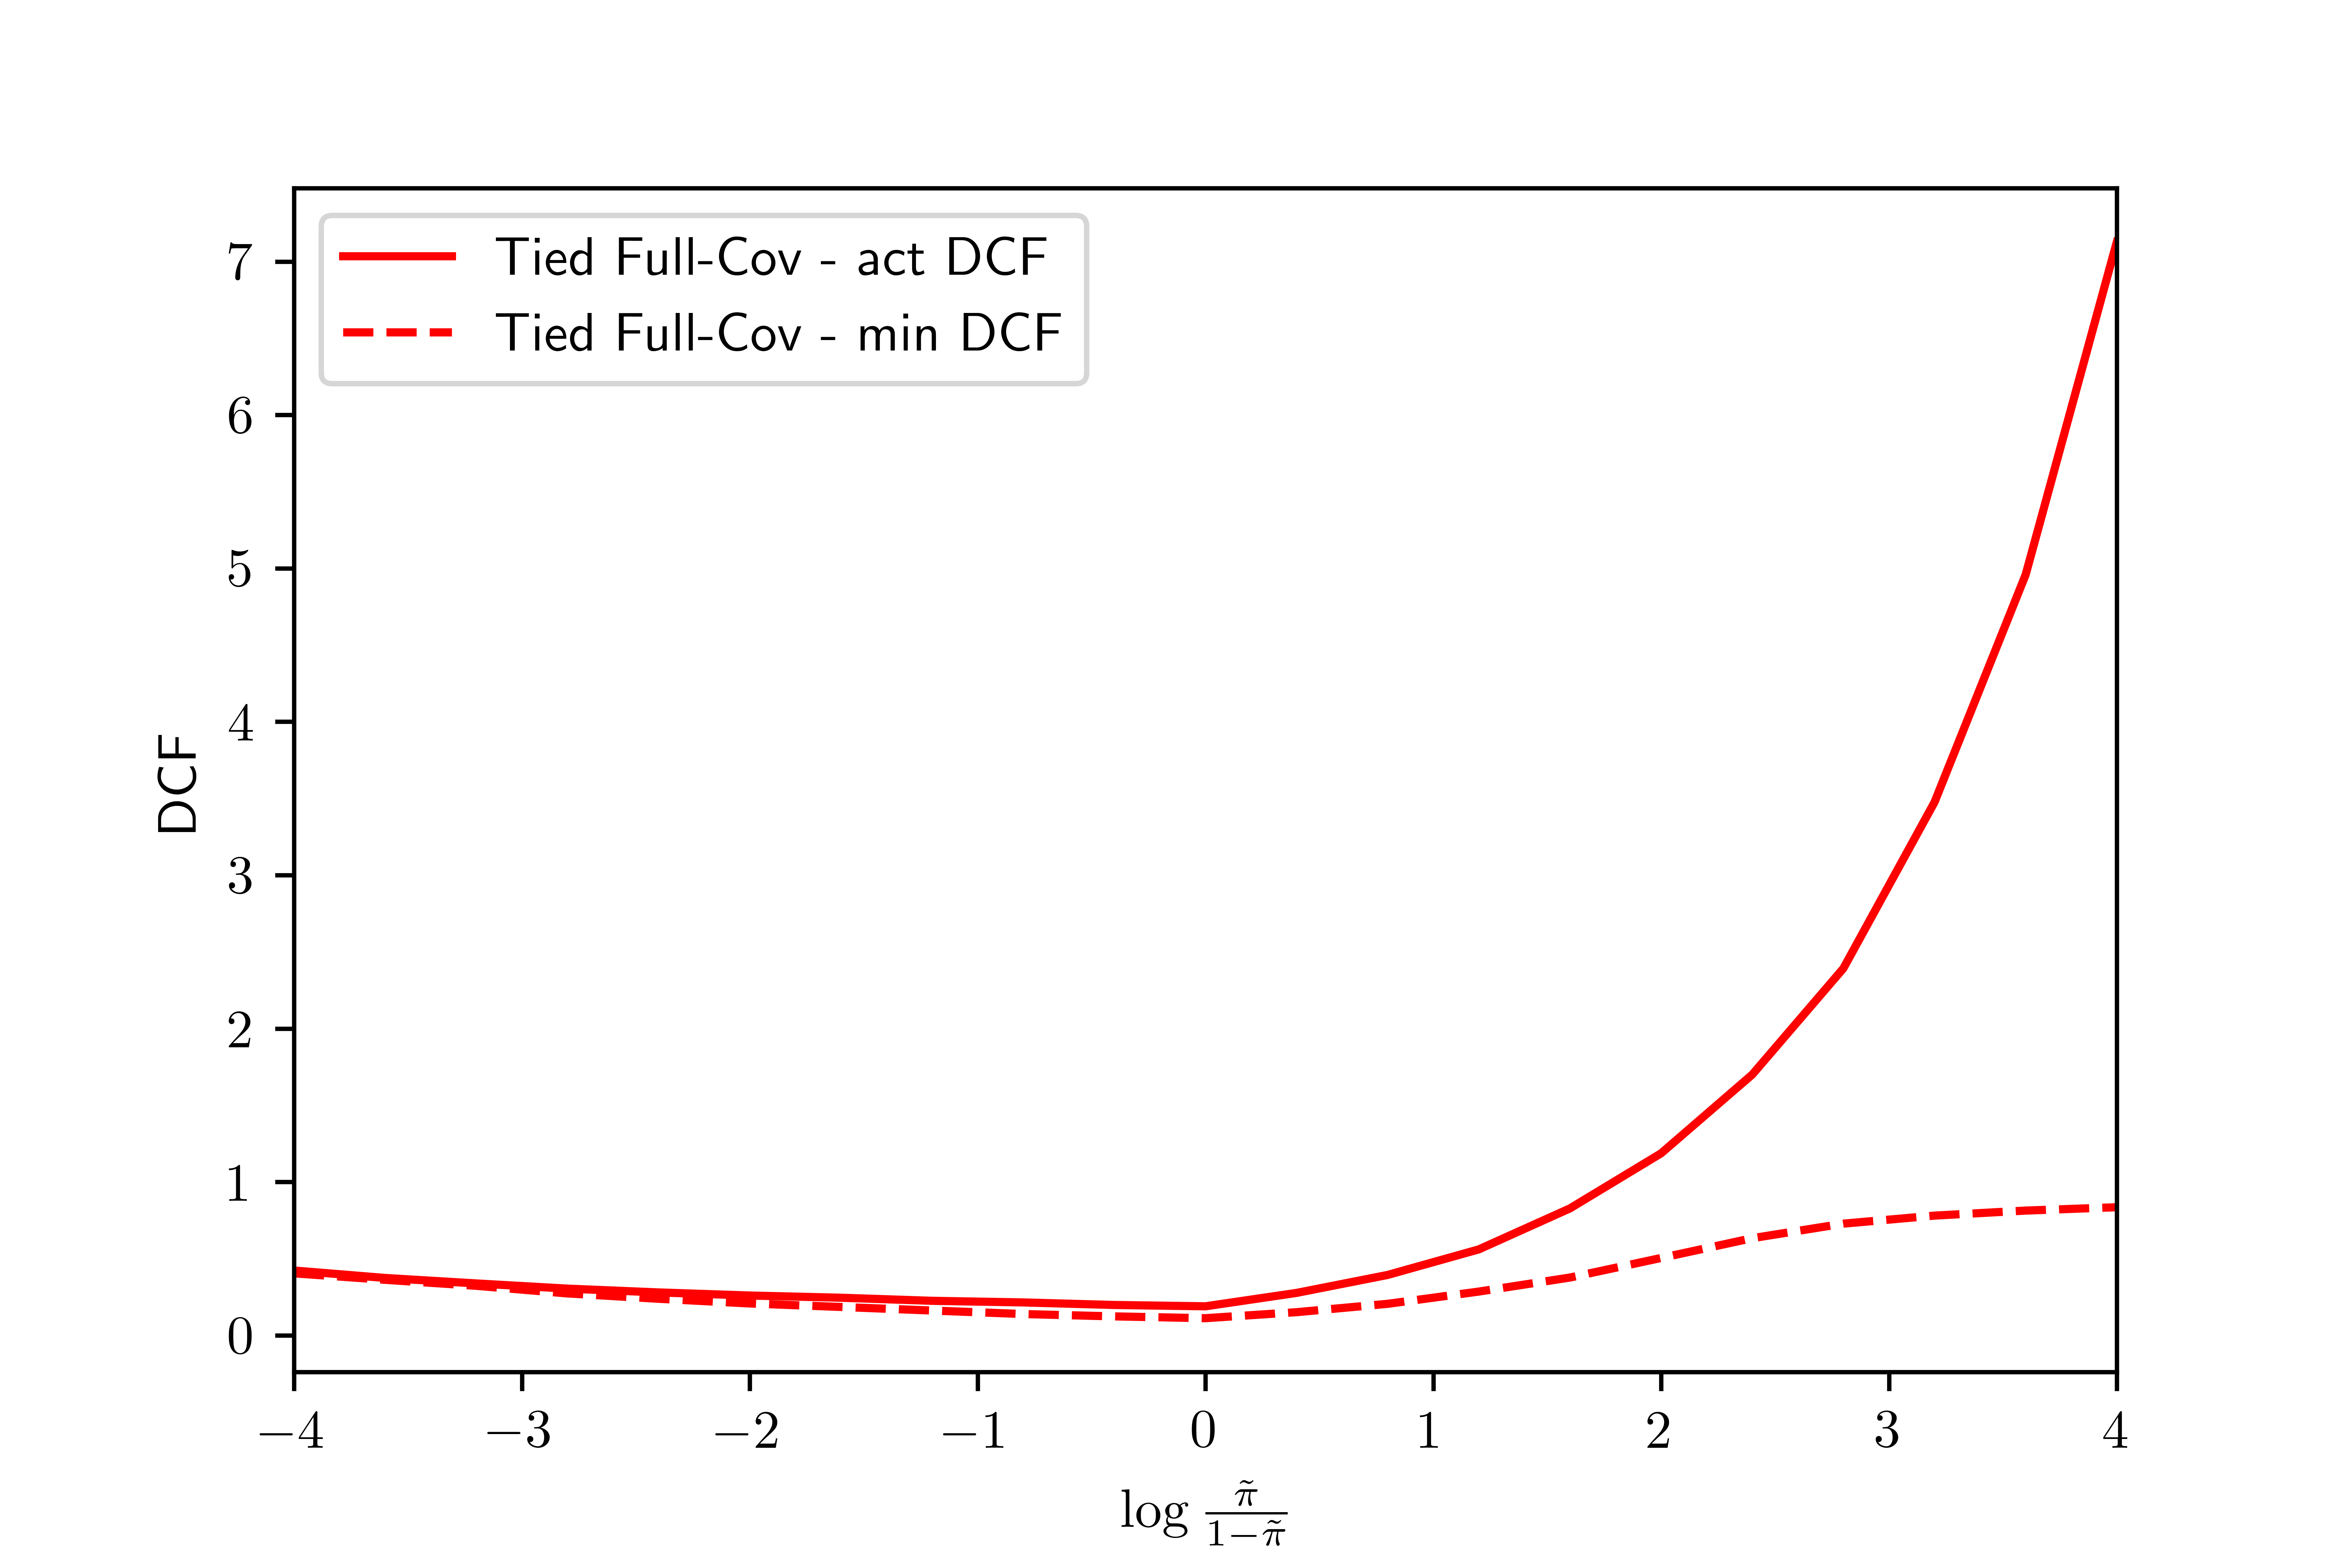 Tied Full-Cov - act DCF
Tied Full-Cov - min DCF
7
6
5
4
3
2
1
0
DCF
−4 −3 −2 −1 0 1 2 3 4
log π̃/(1−π̃)